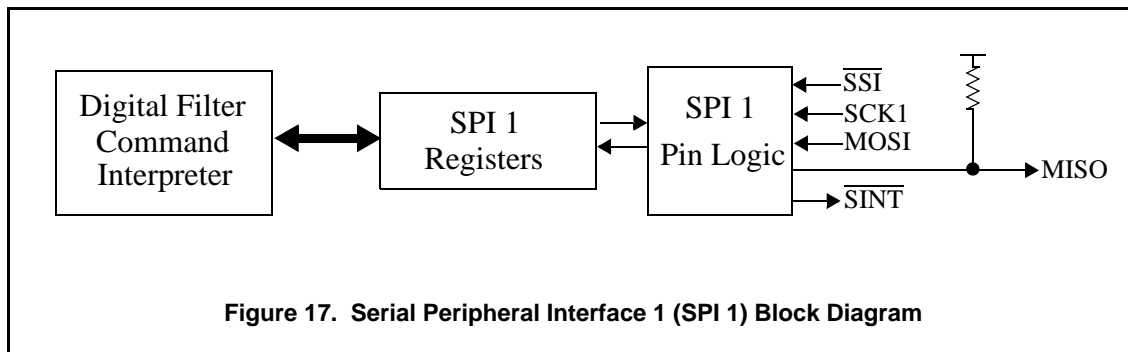 Digital Filter
Command
Interpreter
SPI 1
Registers
SPI 1
Pin Logic
SSI
SCK1
MOSI
MISO
SINT
Figure 17. Serial Peripheral Interface 1 (SPI 1) Block Diagram